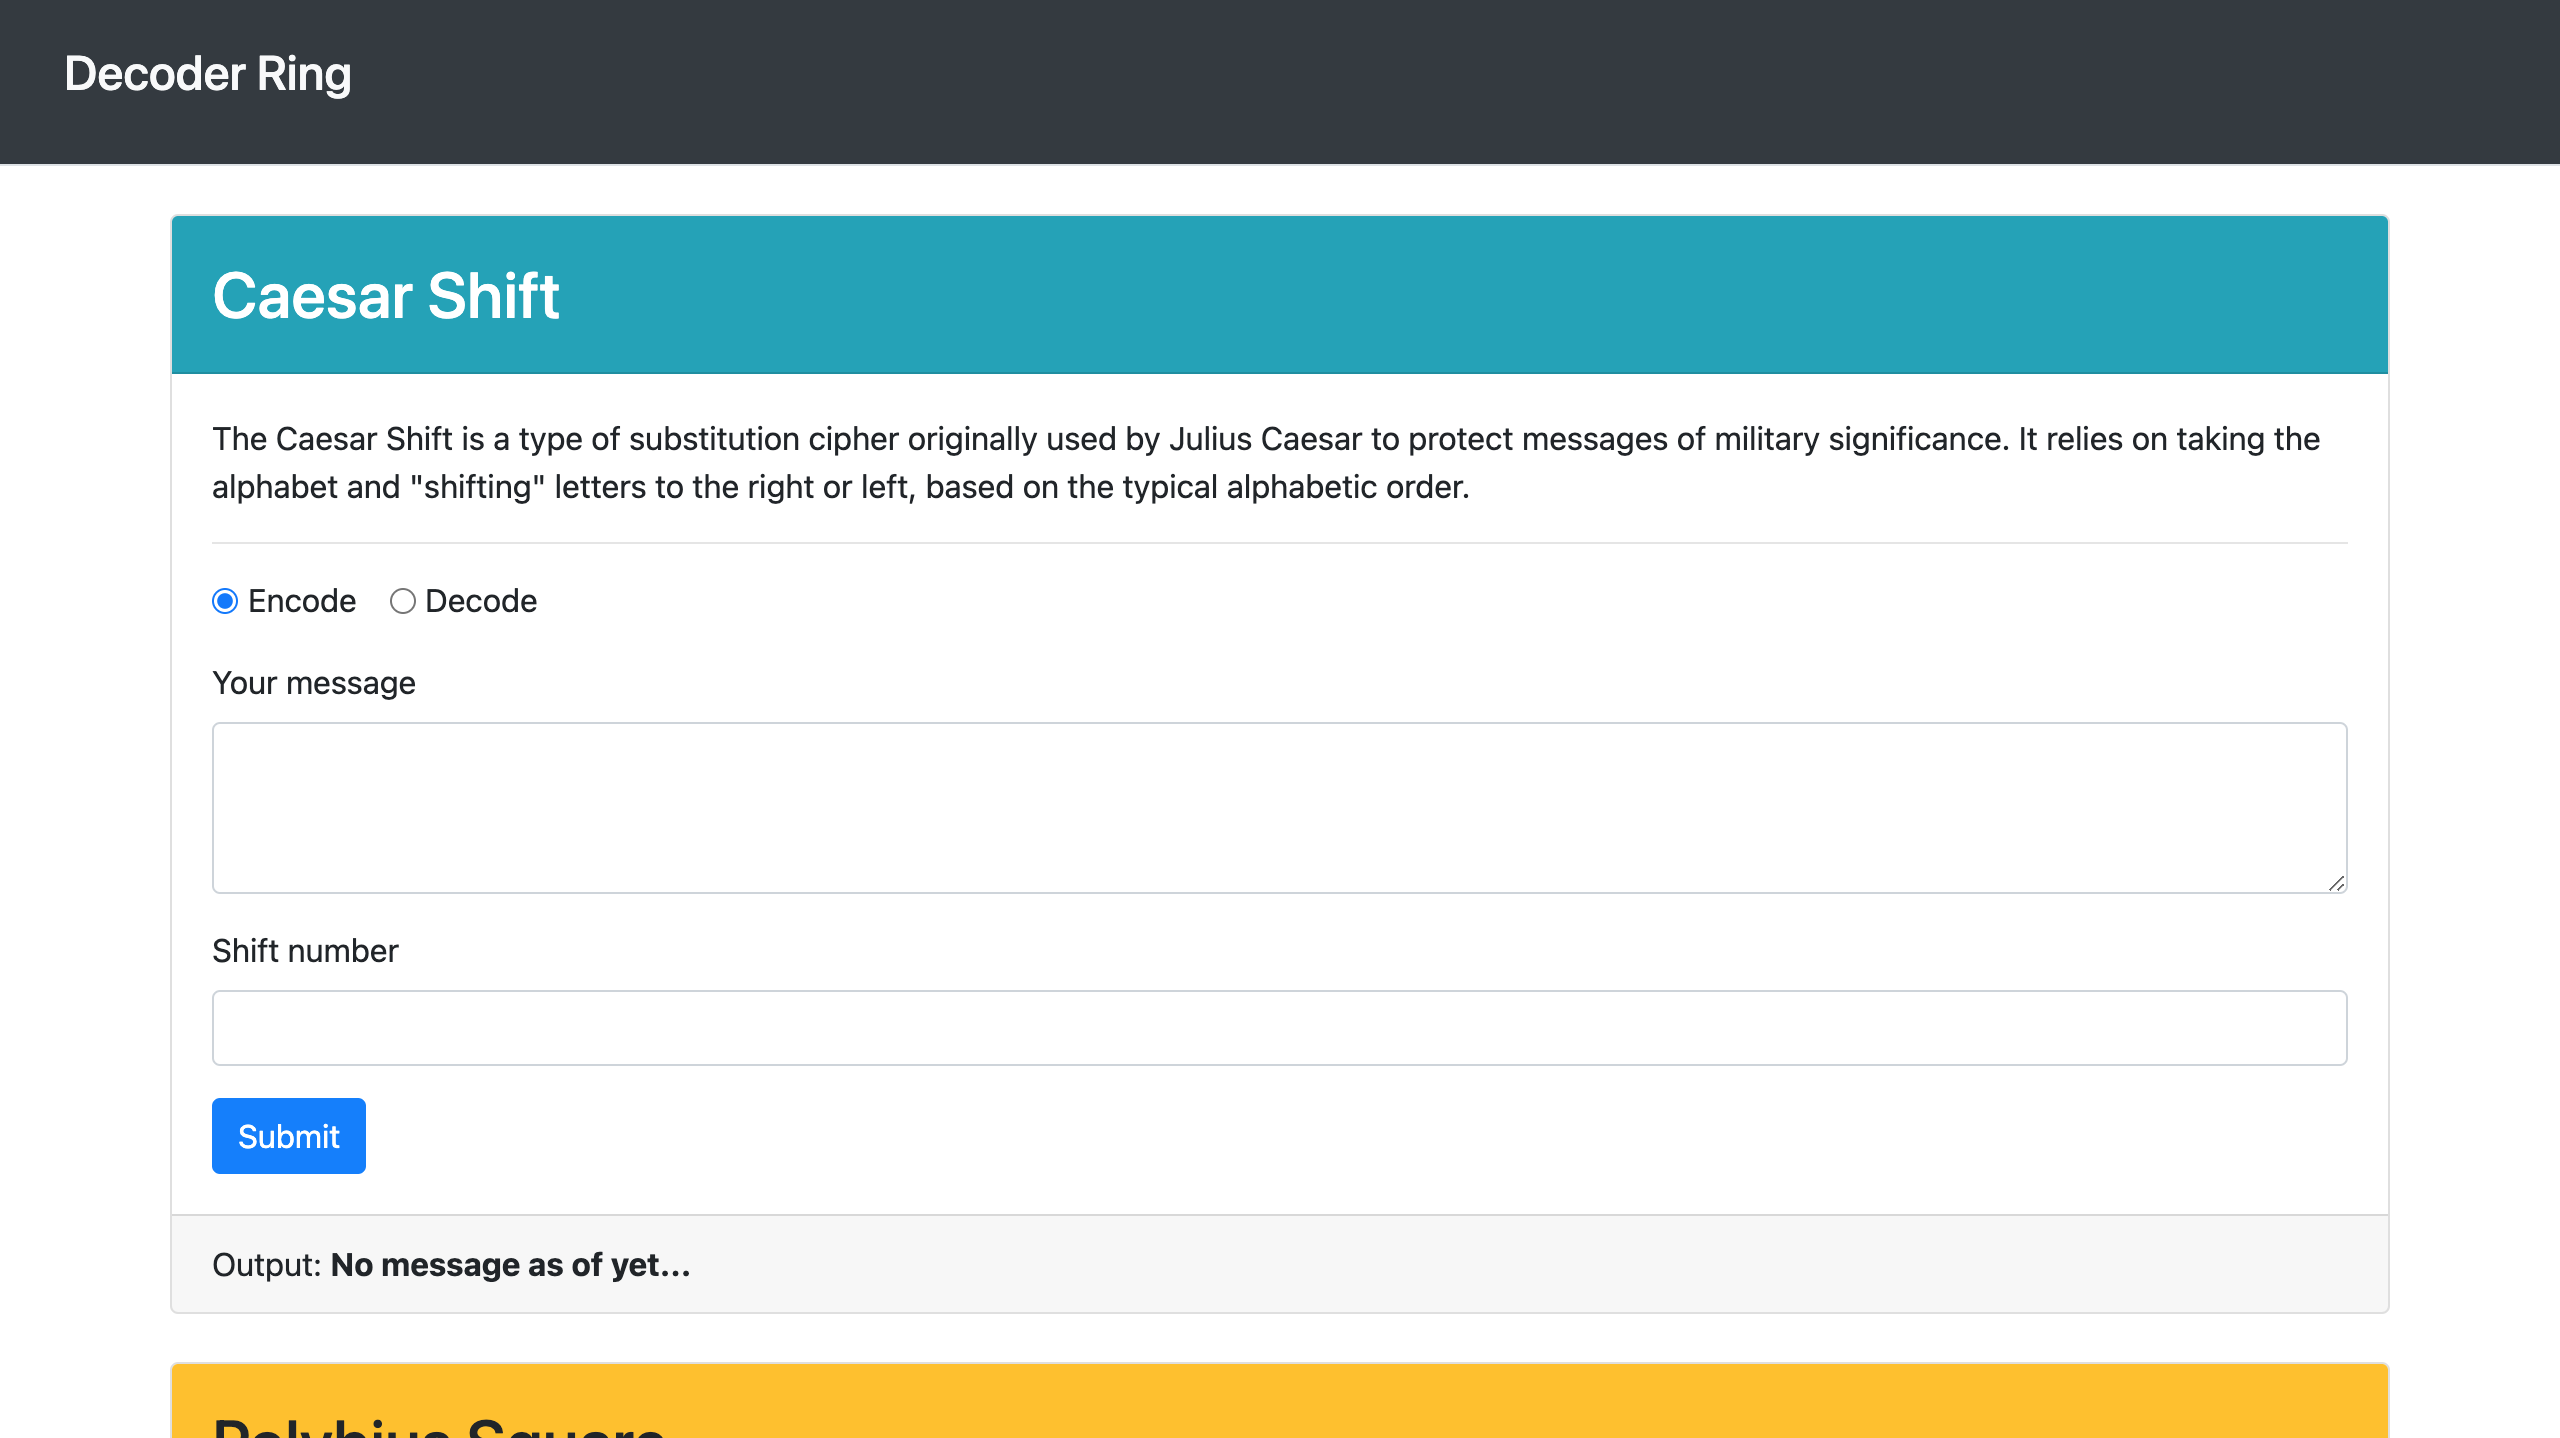 Decoder Ring
Caesar Shift
The Caesar Shift is a type of substitution cipher originally used by Julius Caesar to protect messages of military significance. It relies on taking the
alphabet and "shifting" letters to the right or left, based on the typical alphabetic order.
Encode Decode
Your message
Shift number
Submit
Output: No message as of yet...
Polybius Square